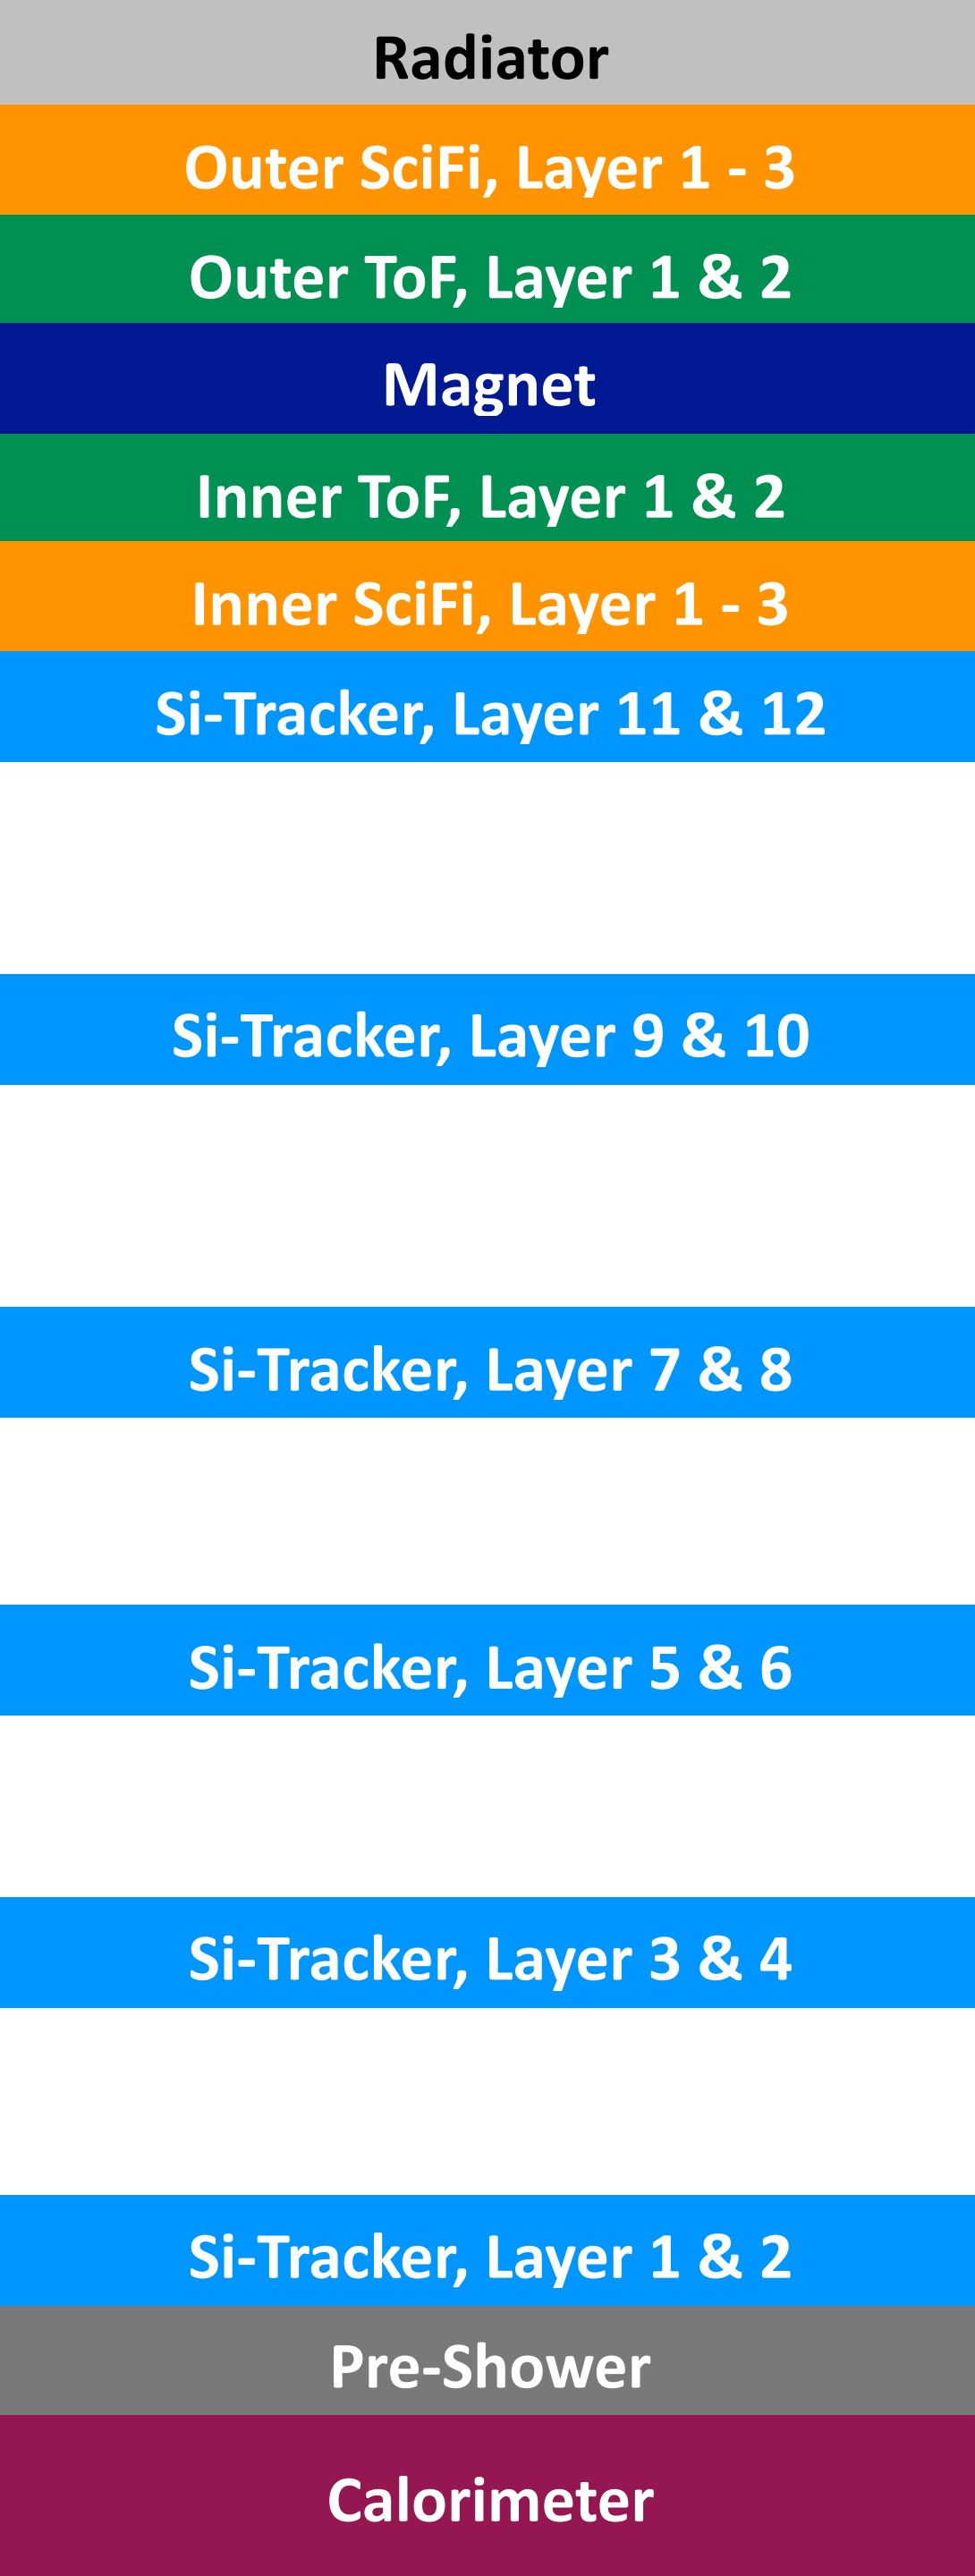 Radiator
Outer SciFi, Layer 1 - 3
Outer ToF, Layer 1 & 2
Magnet
Inner ToF, Layer 1 & 2
Inner SciFi, Layer 1 - 3
Si-Tracker, Layer 11 & 12
Si-Tracker, Layer 9 & 10
Si-Tracker, Layer 7 & 8
Si-Tracker, Layer 5 & 6
Si-Tracker, Layer 3 & 4
Si-Tracker, Layer 1 & 2
Pre-Shower
Calorimeter